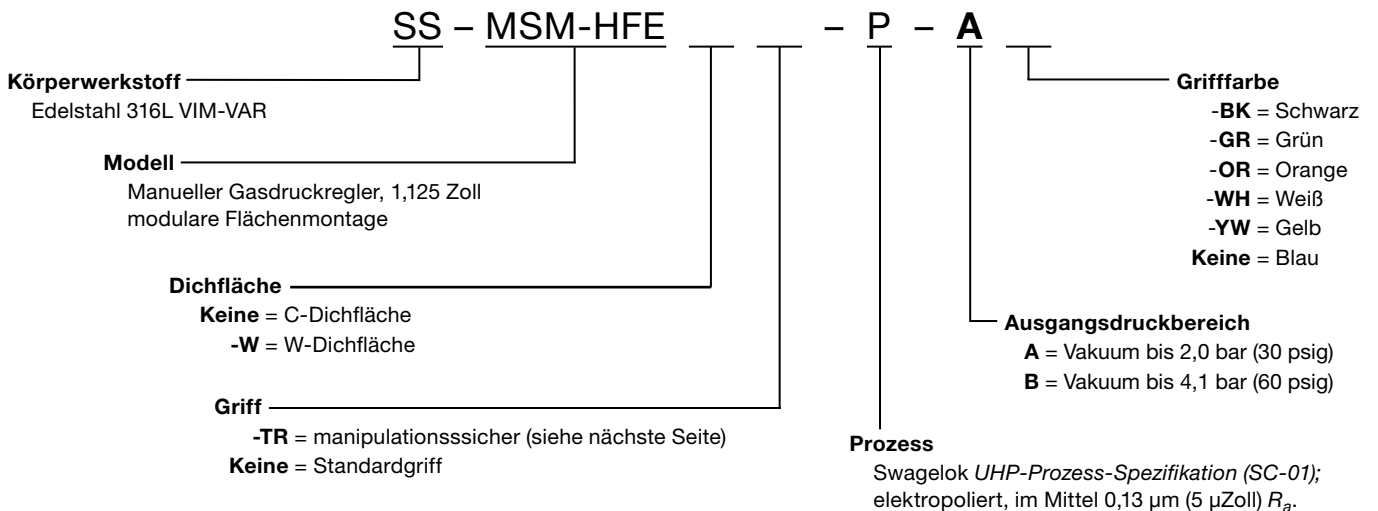 SS – MSM-HFE – P – A
Körperwerkstoff
Edelstahl 316L VIM-VAR
Modell
Manueller Gasdruckregler, 1,125 Zoll
modulare Flächenmontage
Dichfläche
Keine = C-Dichfläche
-W = W-Dichfläche
Griff
-TR = manipulationsssicher (siehe nächste Seite)
Keine = Standardgriff
Grifffarbe
-BK = Schwarz
-GR = Grün
-OR = Orange
-WH = Weiß
-YW = Gelb
Keine = Blau
Ausgangsdruckbereich
A = Vakuum bis 2,0 bar (30 psig)
B = Vakuum bis 4,1 bar (60 psig)
Prozess
Swagelok UHP-Prozess-Spezifikation (SC-01);
elektropoliert, im Mittel 0,13 µm (5 µZoll) Ra.